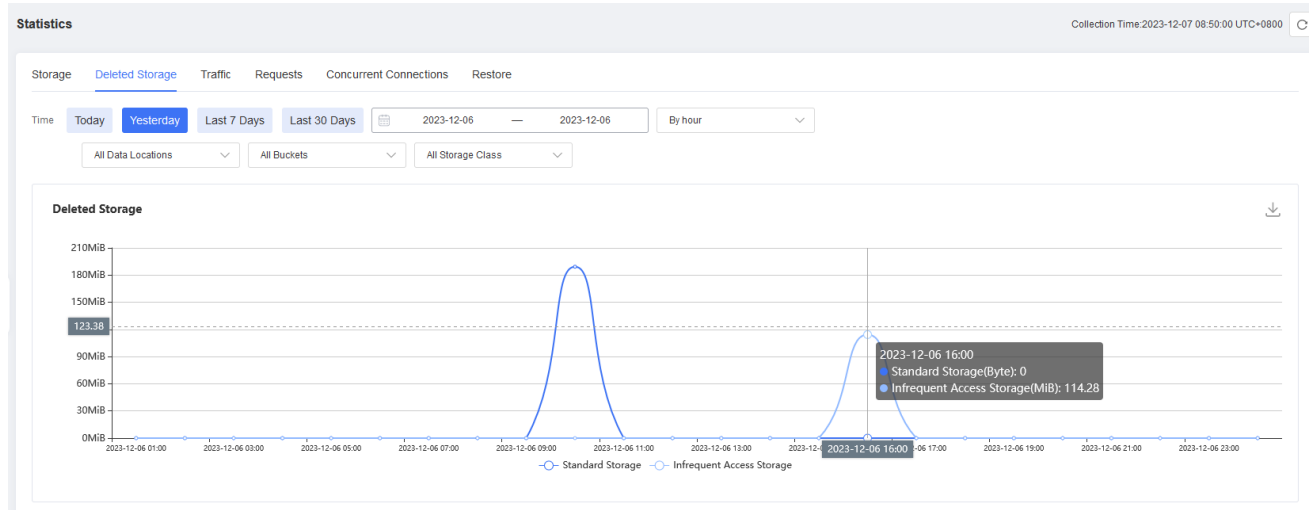 Statistics
Collection Time:2023-12-07 08:50:00 UTC+0800
Storage Deleted Storage Traffic Requests Concurrent Connections Restore
Time Today Yesterday Last 7 Days Last 30 Days 2023-12-06 — 2023-12-06 By hour
All Data Locations All Buckets All Storage Class
Deleted Storage
210MiB
180MiB
150MiB
123.38
90MiB
60MiB
30MiB
0MiB
2023-12-06 16:00
Standard Storage(Byte): 0
Infrequent Access Storage(MiB): 114.28
2023-12-06 01:00 2023-12-06 03:00 2023-12-06 05:00 2023-12-06 07:00 2023-12-06 09:00 2023-12-06 11:00 2023-12-06 13:00 2023-12- 2023-12-06 16:00 -06 17:00 2023-12-06 19:00 2023-12-06 21:00 2023-12-06 23:00
Standard Storage Infrequent Access Storage